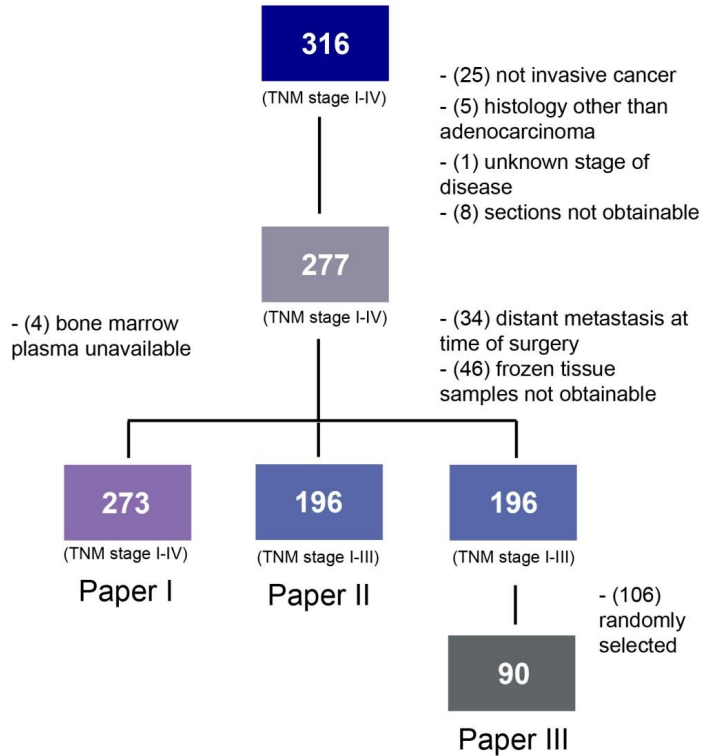 316
(TNM stage I-IV)
- (25) not invasive cancer
- (5) histology other than
adenocarcinoma
- (1) unknown stage of
disease
- (8) sections not obtainable
277
(TNM stage I-IV)
- (4) bone marrow
plasma unavailable
- (34) distant metastasis at
time of surgery
- (46) frozen tissue
samples not obtainable
273
(TNM stage I-IV)
Paper I
196
(TNM stage I-III)
Paper II
196
(TNM stage I-III)
- (106)
randomly
selected
90
Paper III